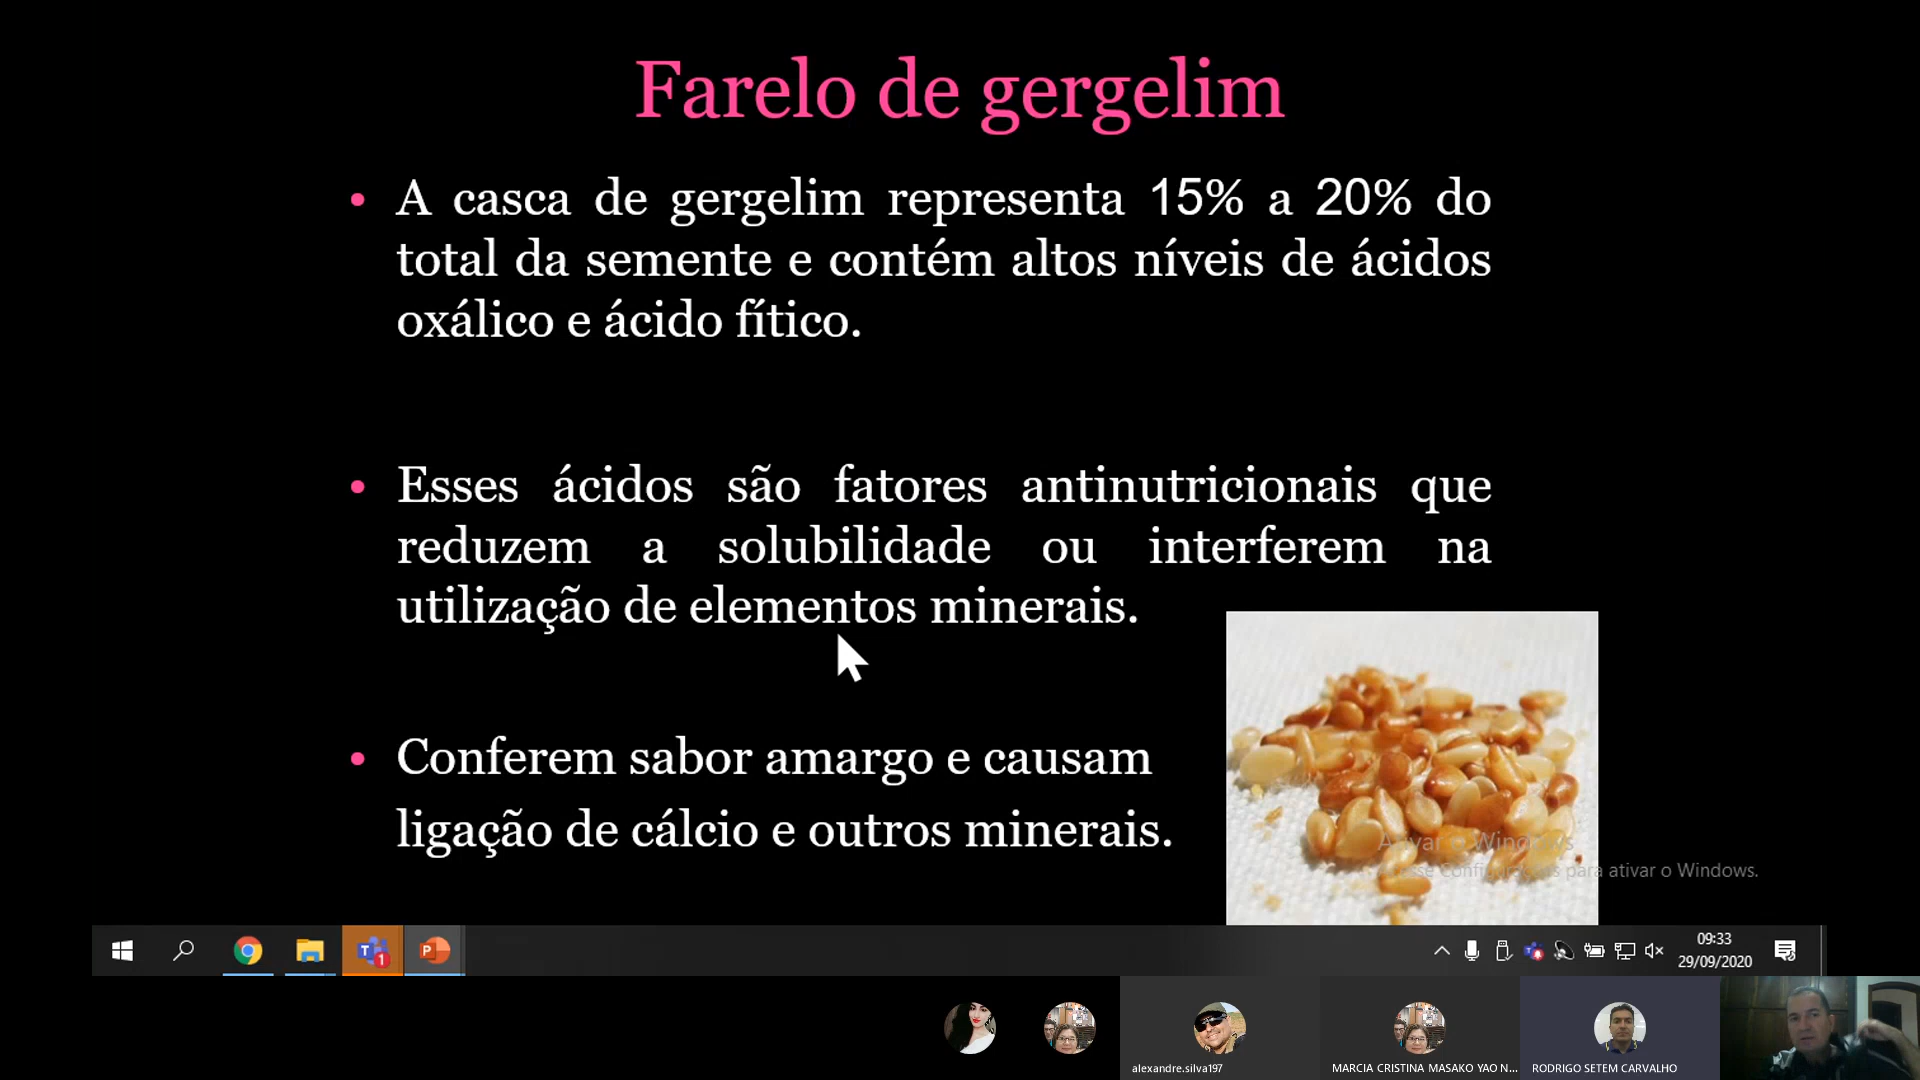 Farelo de gergelim
• A casca de gergelim representa 15% a 20% do
total da semente e contém altos níveis de ácidos
oxálico e ácido fítico.
• Esses ácidos são fatores antinutricionais que
reduzem a solubilidade ou interferem na
utilização de elementos minerais.
• Conferem sabor amargo e causam
ligação de cálcio e outros minerais.
Ativar o Windows
para ativar o Windows.
09:33
29/09/2020
alexandre.silva197
MARCIA CRISTINA MASAKO YAO N...
RODRIGO SETEM CARVALHO